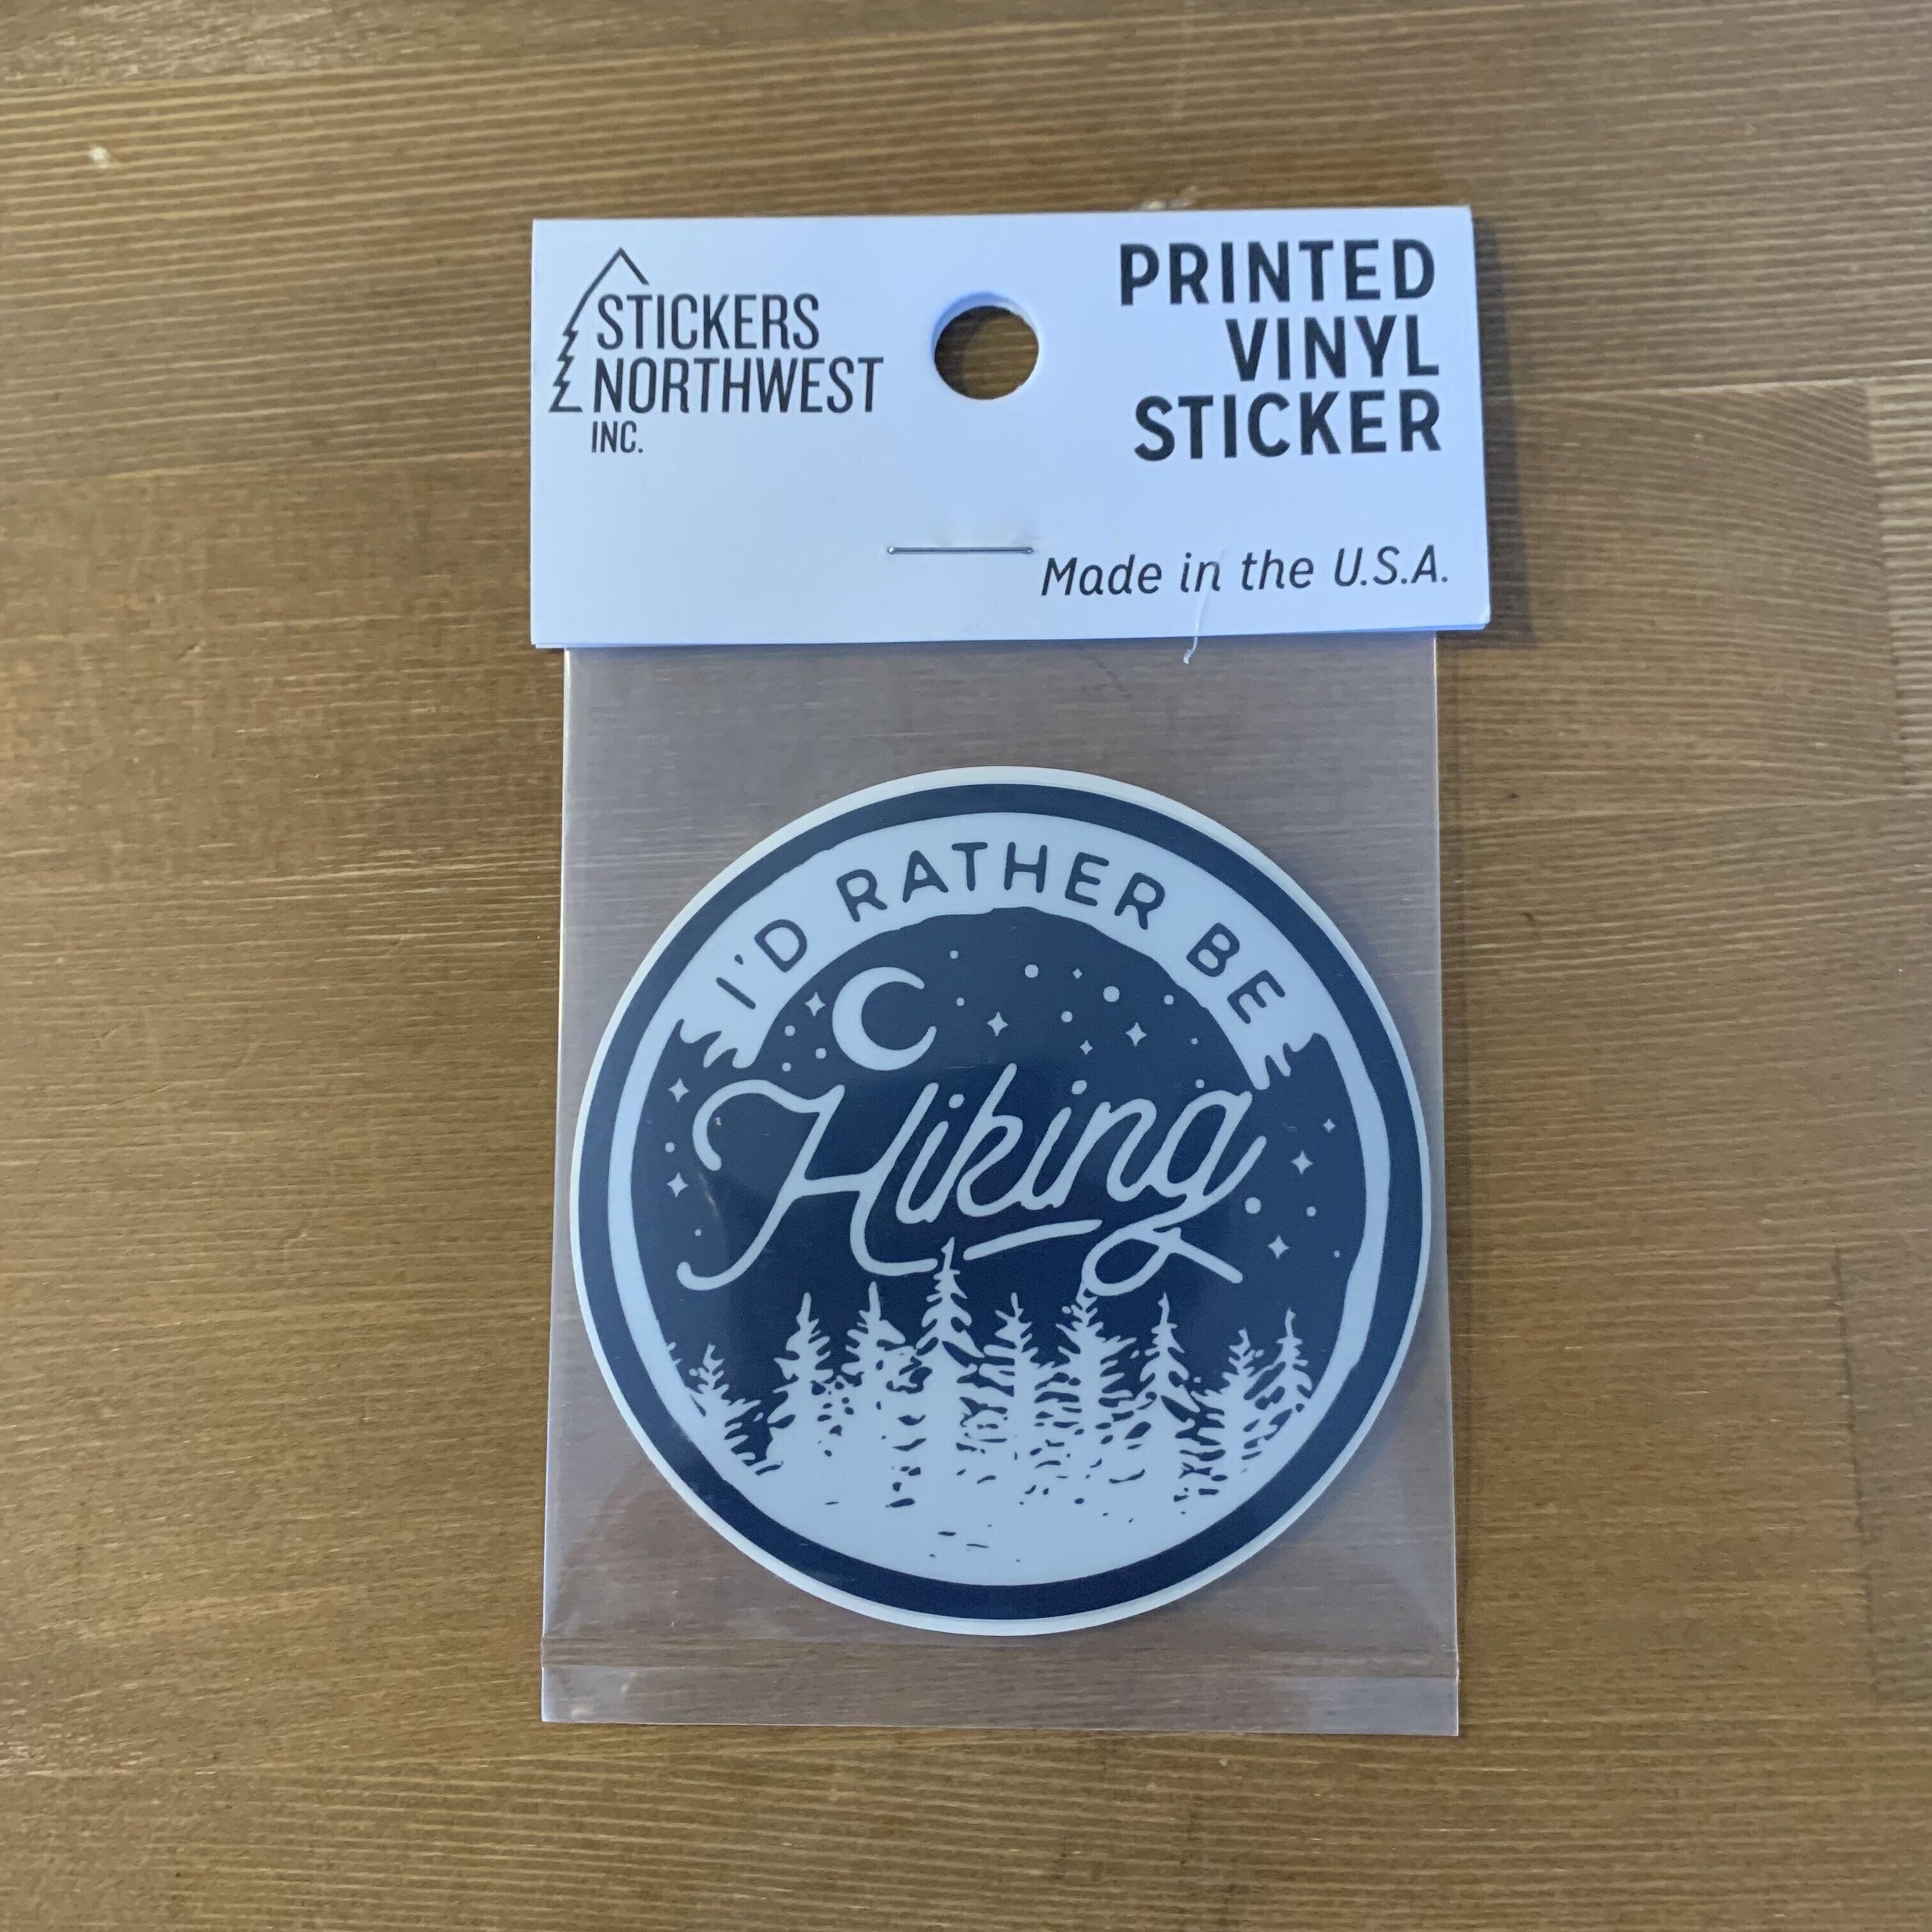 STICKERS
NORTHWEST
INC.
PRINTED
VINYL
STICKER
Made in the U.S.A.
I'D RATHER BE
Hiking